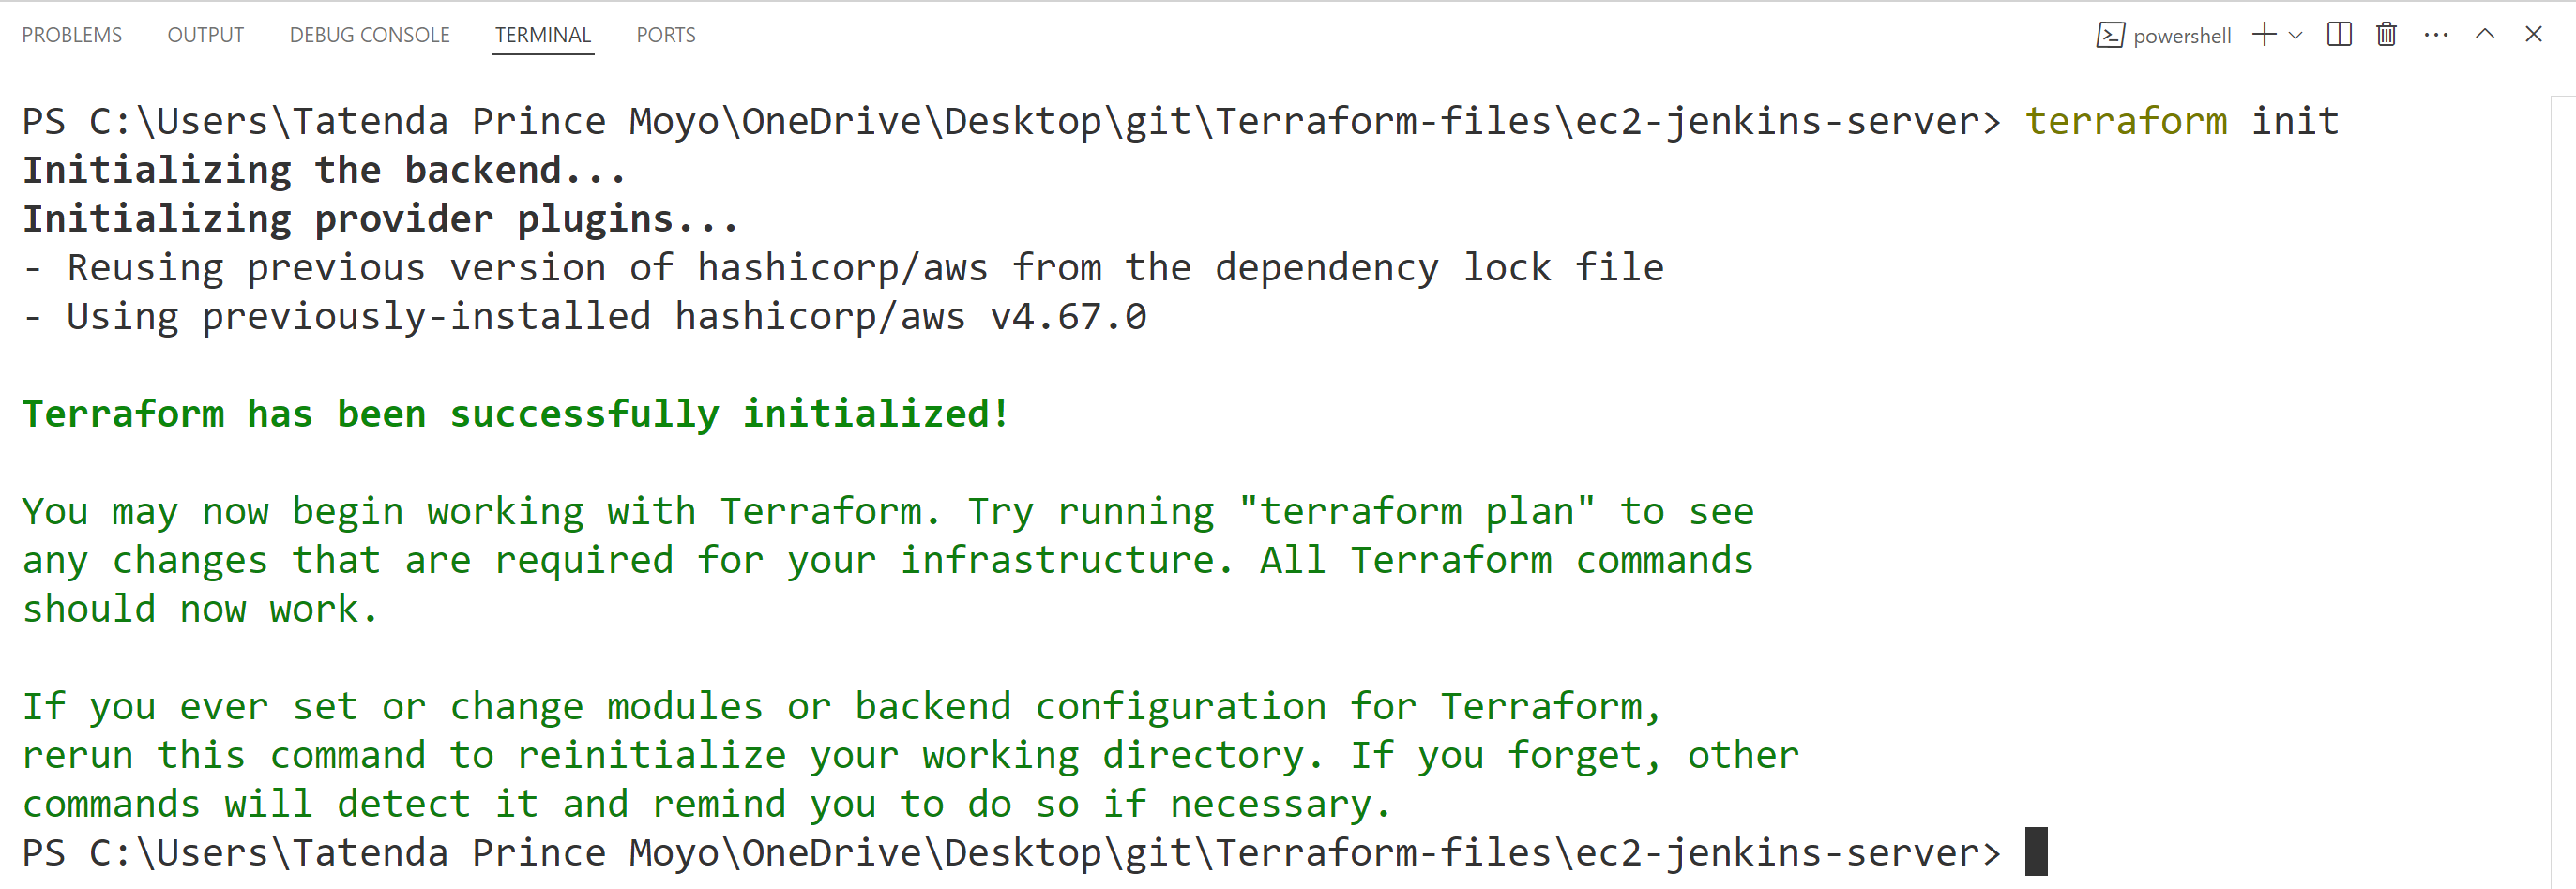 PROBLEMS OUTPUT DEBUG CONSOLE TERMINAL PORTS powershell
PS C:\Users\Tatenda Prince Moyo\OneDrive\Desktop\git\Terraform-files\ec2-jenkins-server> terraform init
Initializing the backend...
Initializing provider plugins...
- Reusing previous version of hashicorp/aws from the dependency lock file
- Using previously-installed hashicorp/aws v4.67.0
Terraform has been successfully initialized!
You may now begin working with Terraform. Try running "terraform plan" to see
any changes that are required for your infrastructure. All Terraform commands
should now work.
If you ever set or change modules or backend configuration for Terraform,
rerun this command to reinitialize your working directory. If you forget, other
commands will detect it and remind you to do so if necessary.
PS C:\Users\Tatenda Prince Moyo\OneDrive\Desktop\git\Terraform-files\ec2-jenkins-server>